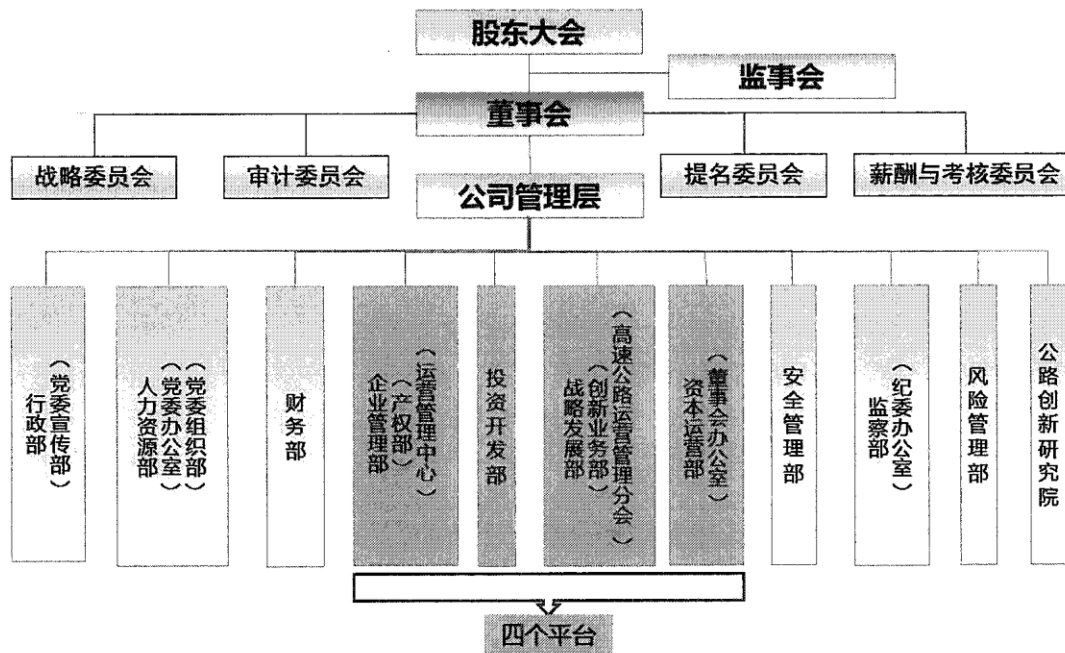 股东大会
监事会
董事会
战略委员会
审计委员会
提名委员会
薪酬与考核委员会
公司管理层
行政部
（党委宣传部）
人力资源部
（党委办公室）
（党委组织部）
财务部
企业管理部
（产权部）
（运营管理中心）
投资开发部
战略发展部
（创新业务部）
（高速公路运营管理分会）
资本运营部
（董事会办公室）
安全管理部
监察部
（纪委办公室）
风险管理部
公路创新研究院
四个平台